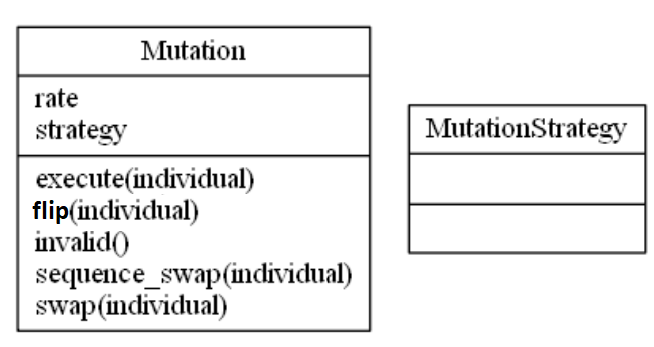 Mutation
rate
strategy
execute(individual)
flip(individual)
invalid()
sequence_swap(individual)
swap(individual)
MutationStrategy